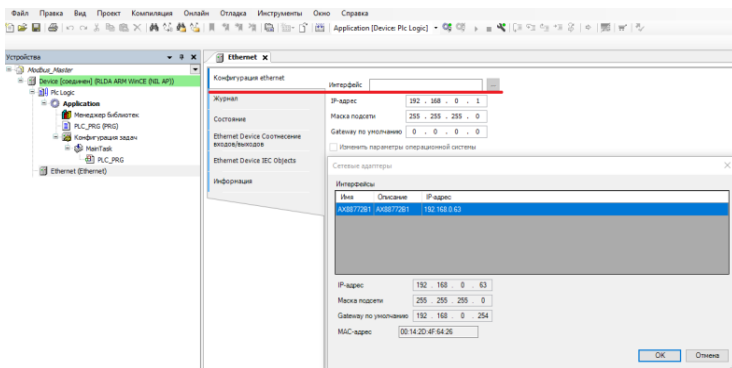 Файл Правка Вид Проект Компиляция Онлайн Отладка Инструменты Окно Справка
Application [Device: Plc Logic]
Устройства
Modbus_Master
Device [соединен] (RLDA ARM WinCE (NIL AP))
Plc Logic
Application
Менеджер библиотек
PLC_PRG (PRG)
Конфигурация задач
MainTask
PLC_PRG
Ethernet (Ethernet)
Ethernet
Конфигурация ethernet
Журнал
Состояние
Ethernet Device Соотнесение входов/выходов
Ethernet Device IEC Objects
Информация
Интерфейс ...
IP-адрес 192 . 168 . 0 . 1
Маска подсети 255 . 255 . 255 . 0
Gateway по умолчанию 0 . 0 . 0 . 0
Изменить параметры операционной системы
Сетевые адаптеры
Интерфейсы
Имя Описание IP-адрес
AX88772B1 AX88772B1 192.168.0.63
IP-адрес 192 . 168 . 0 . 63
Маска подсети 255 . 255 . 255 . 0
Gateway по умолчанию 192 . 168 . 0 . 254
MAC-адрес 00:14:2D:4F:64:26
OK Отмена